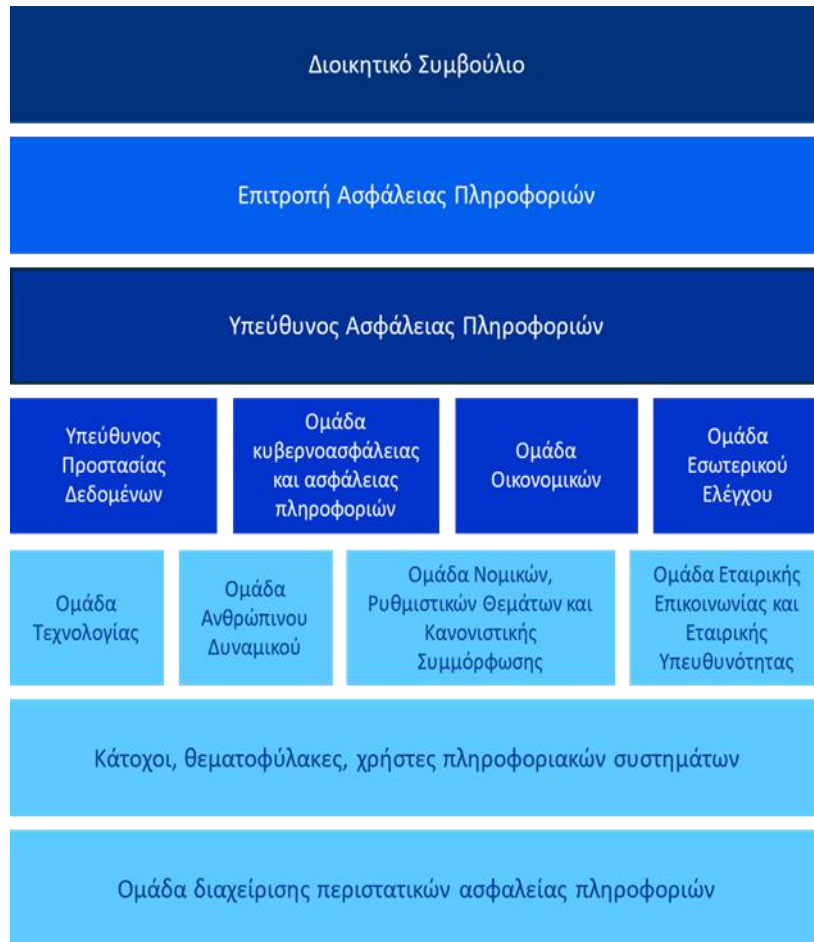 Διοικητικό Συμβούλιο
Επιτροπή Ασφάλειας Πληροφοριών
Υπεύθυνος Ασφάλειας Πληροφοριών
Υπεύθυνος
Προστασίας
Δεδομένων
Ομάδα
κυβερνοασφάλειας
και ασφάλειας
πληροφοριών
Ομάδα
Οικονομικών
Ομάδα
Εσωτερικού
Ελέγχου
Ομάδα
Τεχνολογίας
Ομάδα
Ανθρώπινου
Δυναμικού
Ομάδα Νομικών,
Ρυθμιστικών Θεμάτων και
Κανονιστικής
Συμμόρφωσης
Ομάδα Εταιρικής
Επικοινωνίας και
Εταιρικής
Υπευθυνότητας
Κάτοχοι, θεματοφύλακες, χρήστες πληροφοριακών συστημάτων
Ομάδα διαχείρισης περιστατικών ασφαλείας πληροφοριών